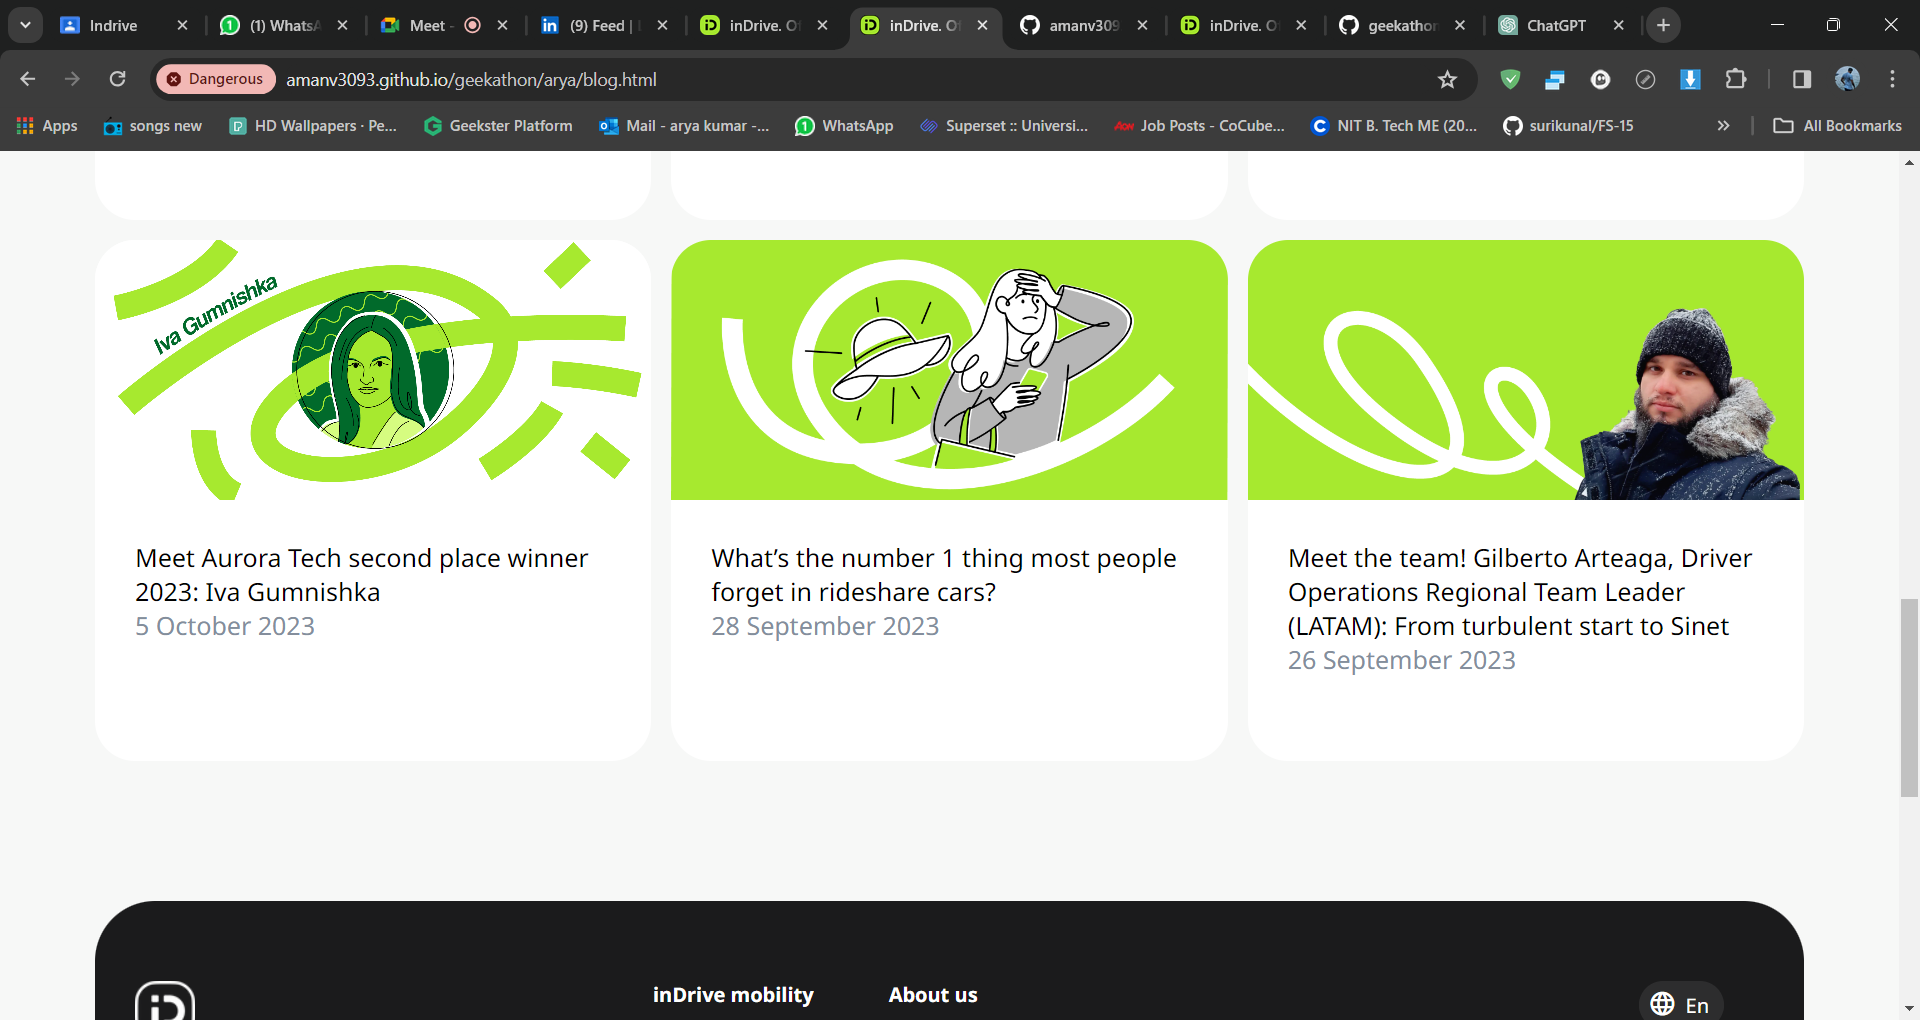 Indrive
(1) WhatsA
Meet -
(9) Feed |
inDrive. O
inDrive. O
amanv309
inDrive. O
geekathon
ChatGPT
Dangerous
amanv3093.github.io/geekathon/arya/blog.html
Apps
songs new
HD Wallpapers · Pe...
Geekster Platform
Mail - arya kumar -...
WhatsApp
Superset :: Universi...
Job Posts - CoCube...
NIT B. Tech ME (20...
surikunal/FS-15
All Bookmarks
Iva Gumnishka
Meet Aurora Tech second place winner
2023: Iva Gumnishka
5 October 2023
What’s the number 1 thing most people
forget in rideshare cars?
28 September 2023
Meet the team! Gilberto Arteaga, Driver
Operations Regional Team Leader
(LATAM): From turbulent start to Sinet
26 September 2023
inDrive mobility
About us
En